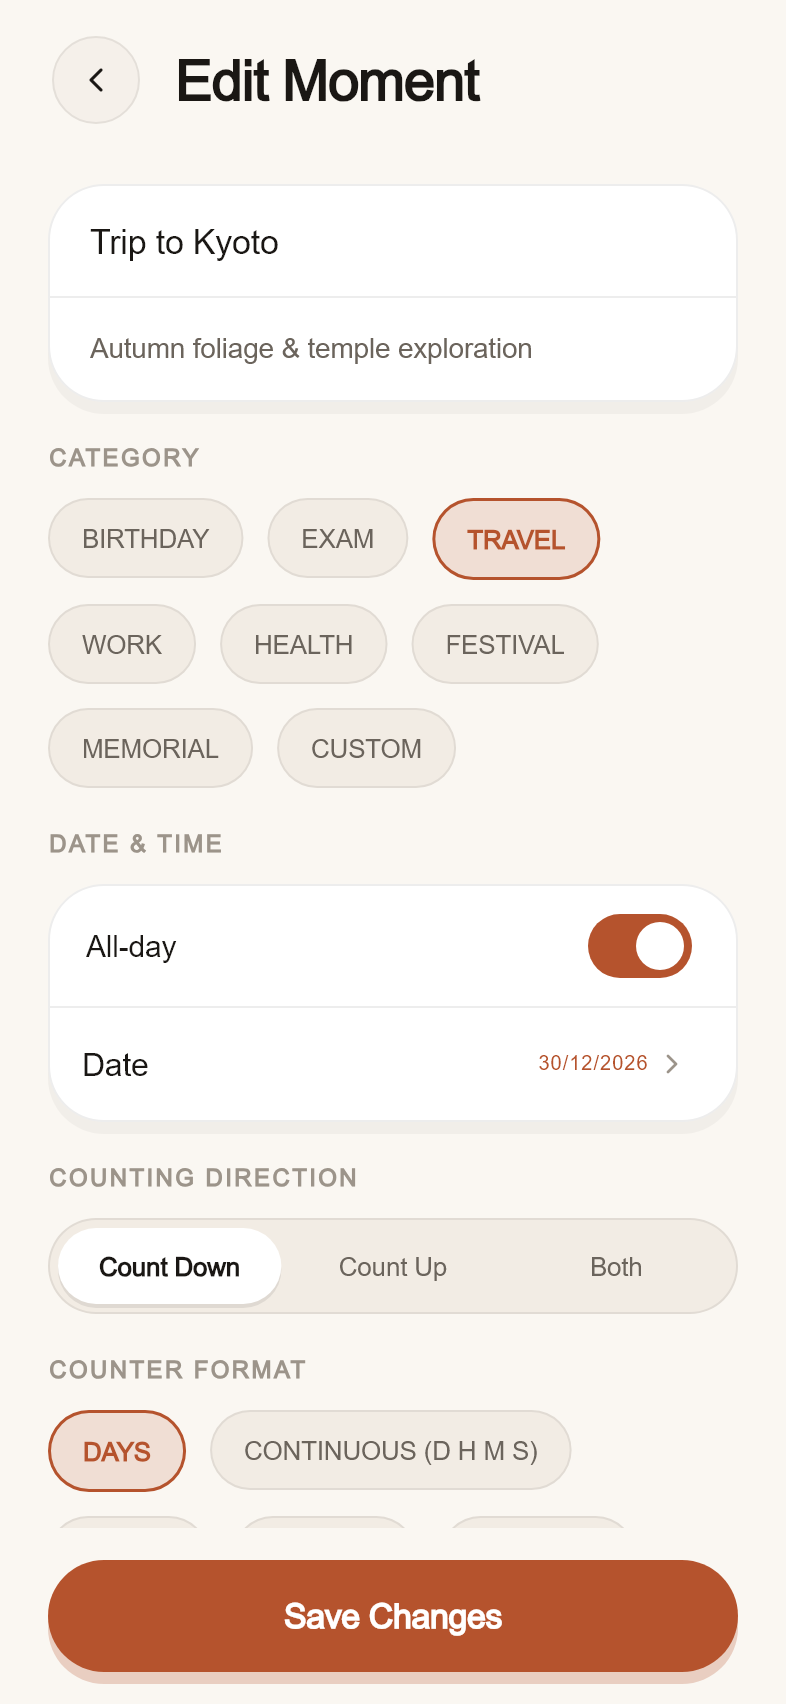 Edit Moment
Trip to Kyoto
Autumn foliage & temple exploration
CATEGORY
BIRTHDAY EXAM TRAVEL
WORK HEALTH FESTIVAL
MEMORIAL CUSTOM
DATE & TIME
All-day
Date 30/12/2026
COUNTING DIRECTION
Count Down Count Up Both
COUNTER FORMAT
DAYS CONTINUOUS (D H M S)
Save Changes